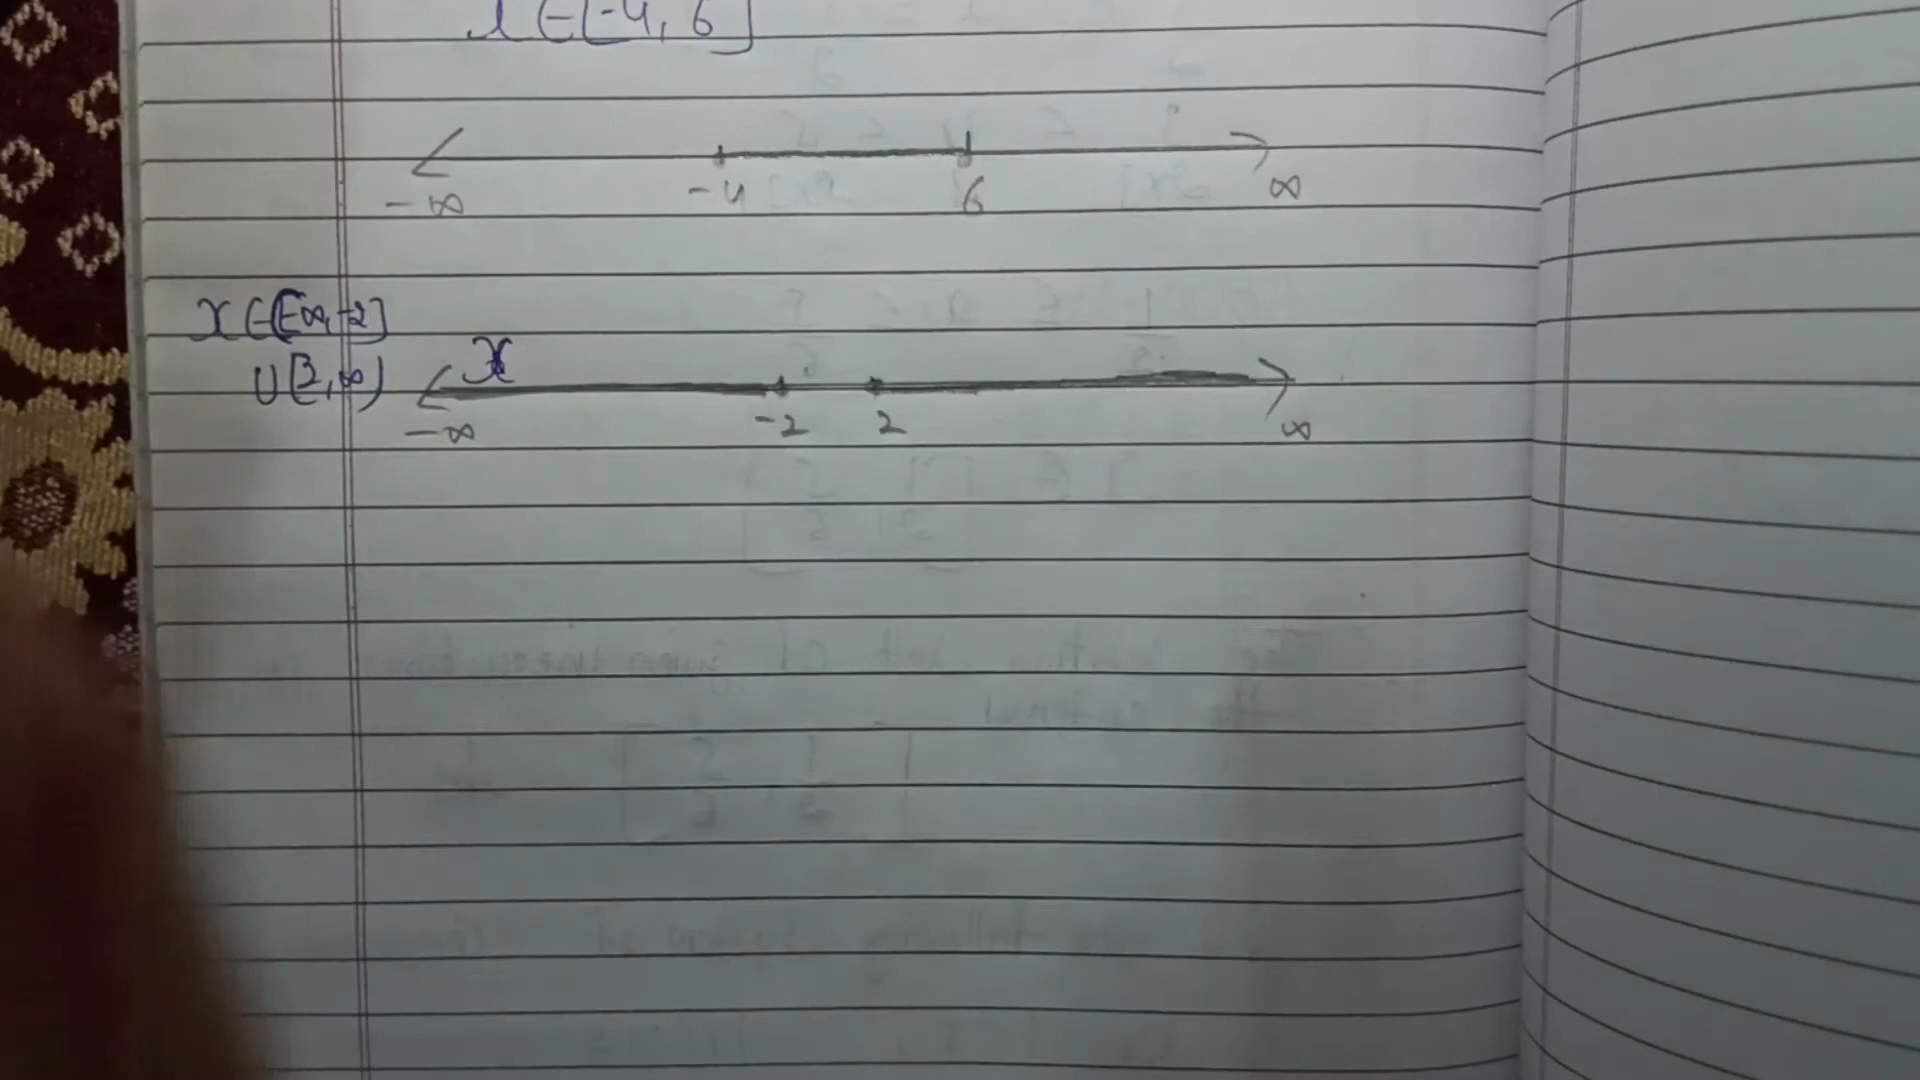 x ∈ [-4, 6]
-∞ -4 6 ∞
x ∈ (-∞, -2]
∪ [2, ∞)
x
-∞ -2 2 ∞